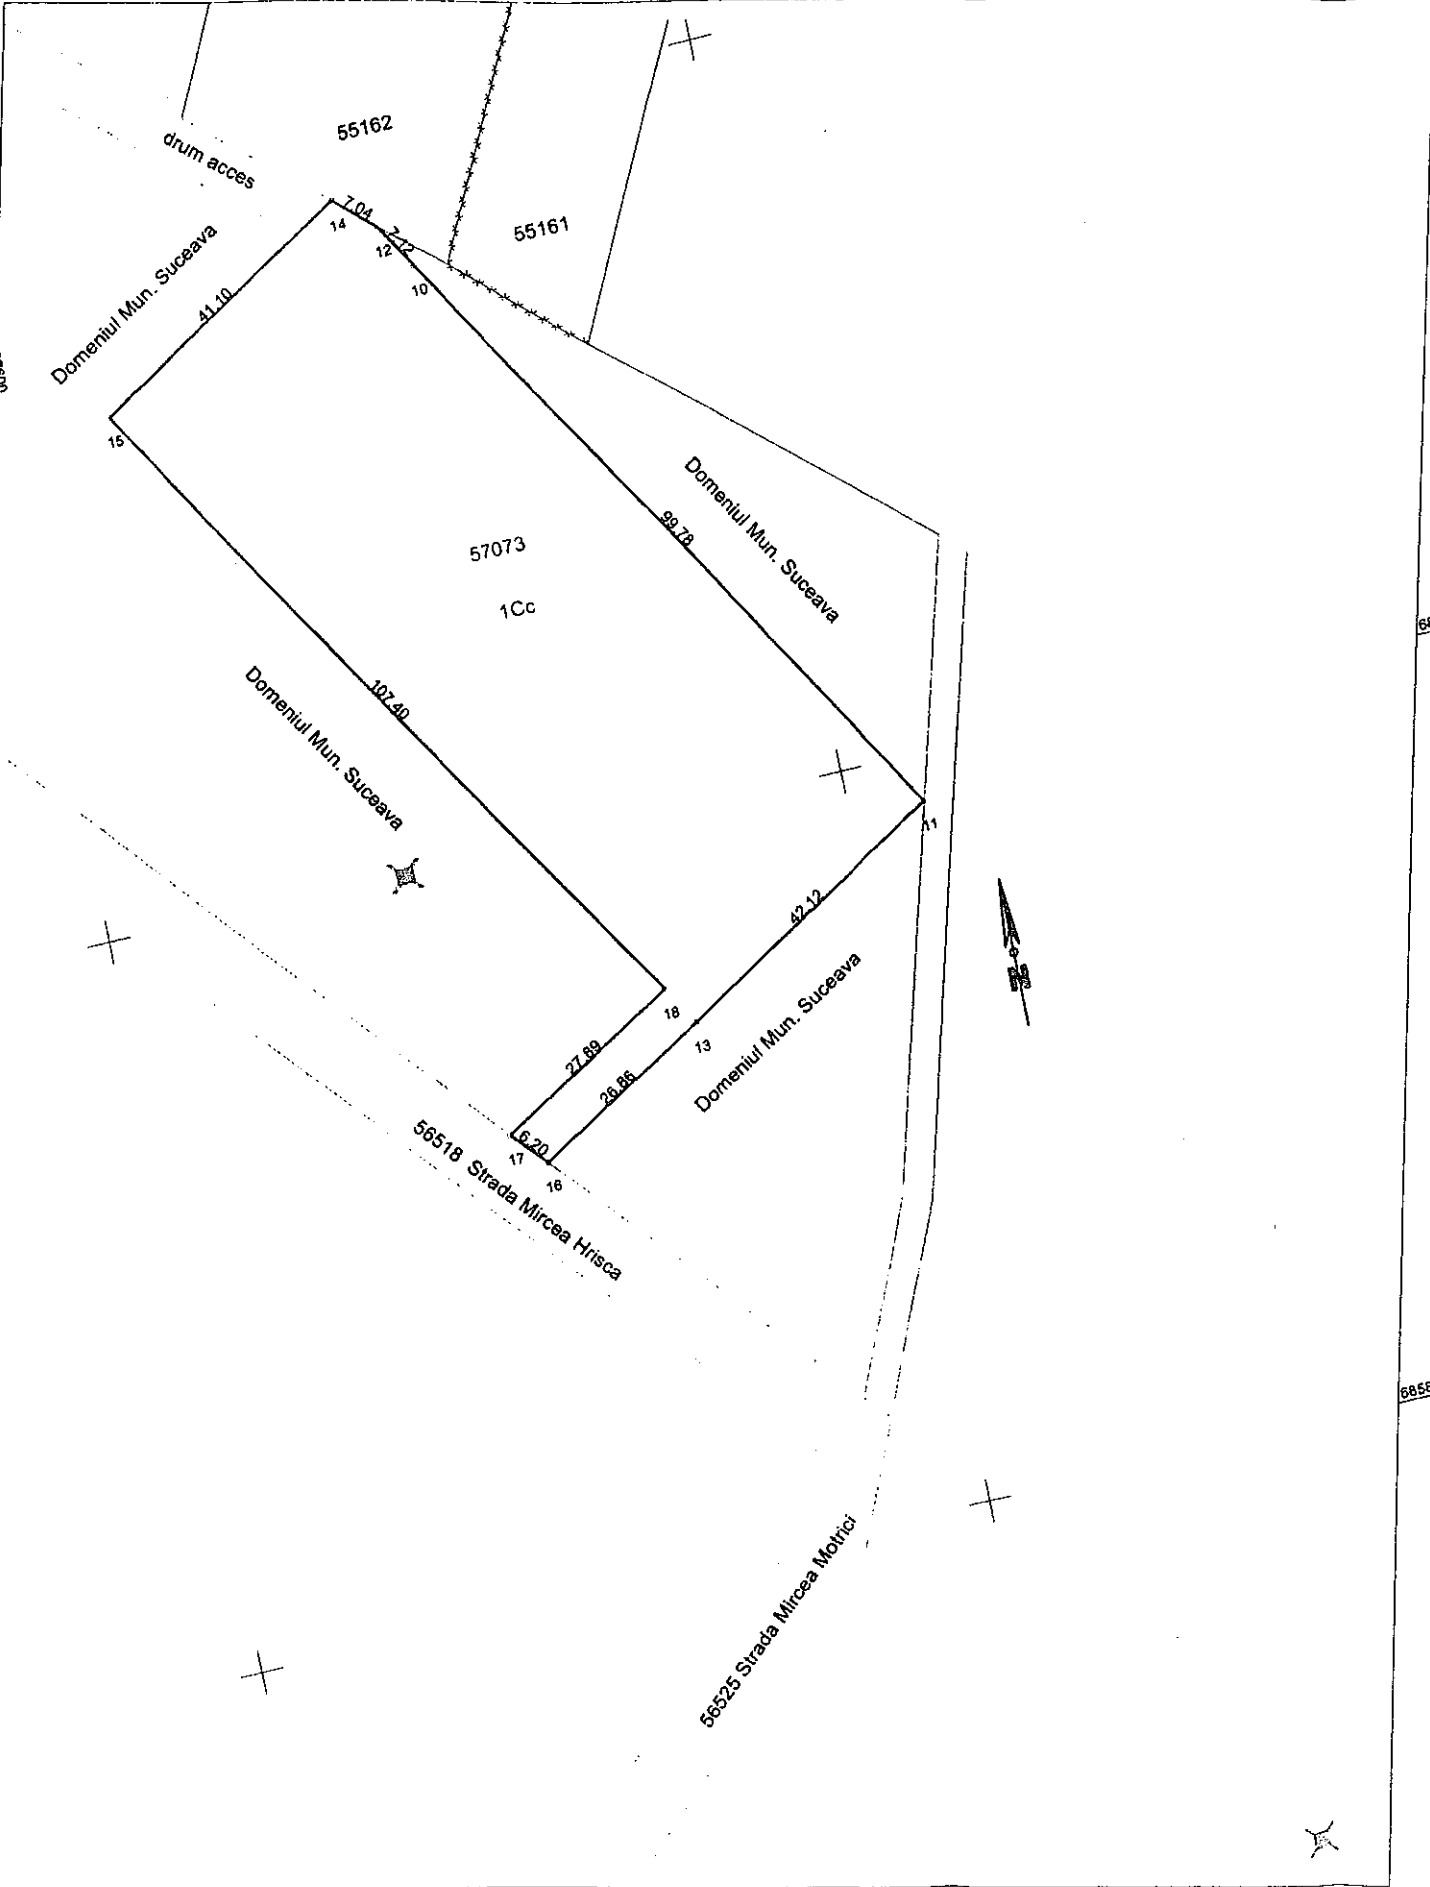 55162
drum acces
7.04
14
7.12
12
10
55161
Domeniul Mun. Suceava
41.10
15
Domeniul Mun. Suceava
99.78
57073
1Cc
107.40
Domeniul Mun. Suceava
11
42.12
18
13
Domeniul Mun. Suceava
27.89
26.86
6.20
17
16
56518 Strada Mircea Hrisca
N
6858
56525 Strada Mircea Motrici